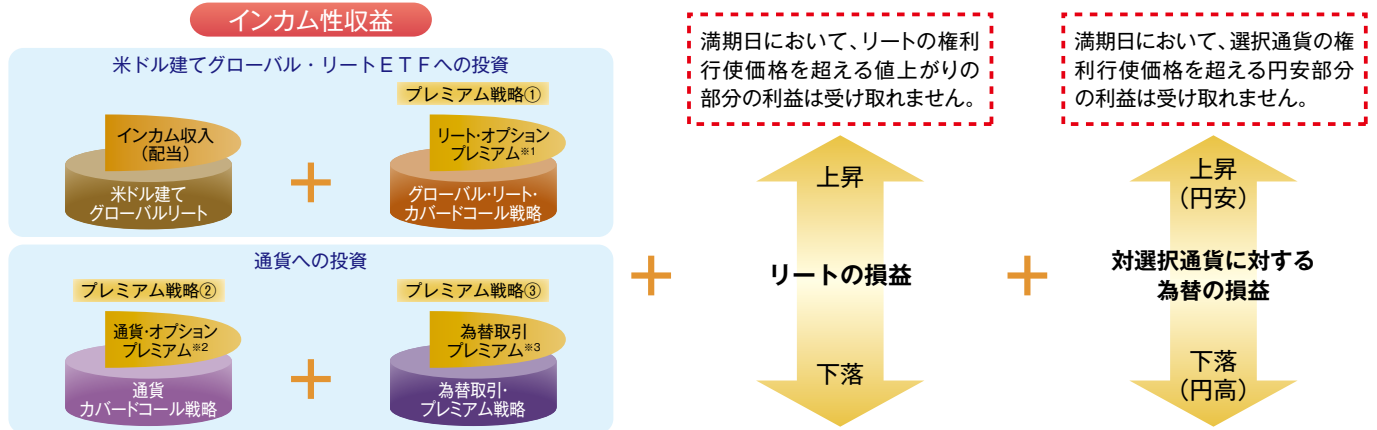 インカム性収益
米ドル建てグローバル・リートETFへの投資
インカム収入
(配当)
米ドル建て
グローバルリート
+
プレミアム戦略①
リート・オプション
プレミアム※1
グローバル・リート・
カバードコール戦略
通貨への投資
プレミアム戦略②
通貨・オプション
プレミアム※2
通貨
カバードコール戦略
+
プレミアム戦略③
為替取引
プレミアム※3
為替取引・
プレミアム戦略
+
満期日において、リートの権利
行使価格を超える値上がりの
部分の利益は受け取れません。
上昇
リートの損益
下落
+
満期日において、選択通貨の権
利行使価格を超える円安部分
の利益は受け取れません。
上昇
(円安)
対選択通貨に対する
為替の損益
下落
(円高)